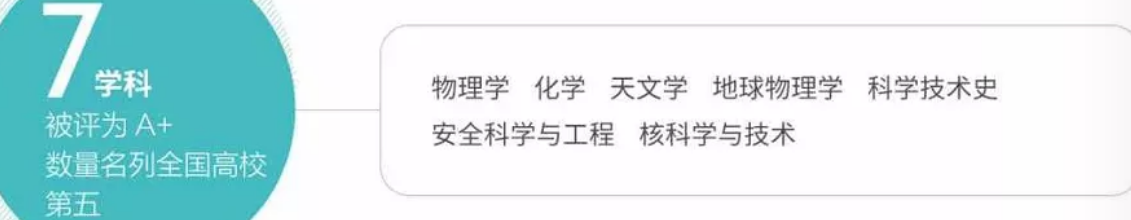 7学科
被评为 A+
数量名列全国高校
第五
物理学 化学 天文学 地球物理学 科学技术史
安全科学与工程 核科学与技术